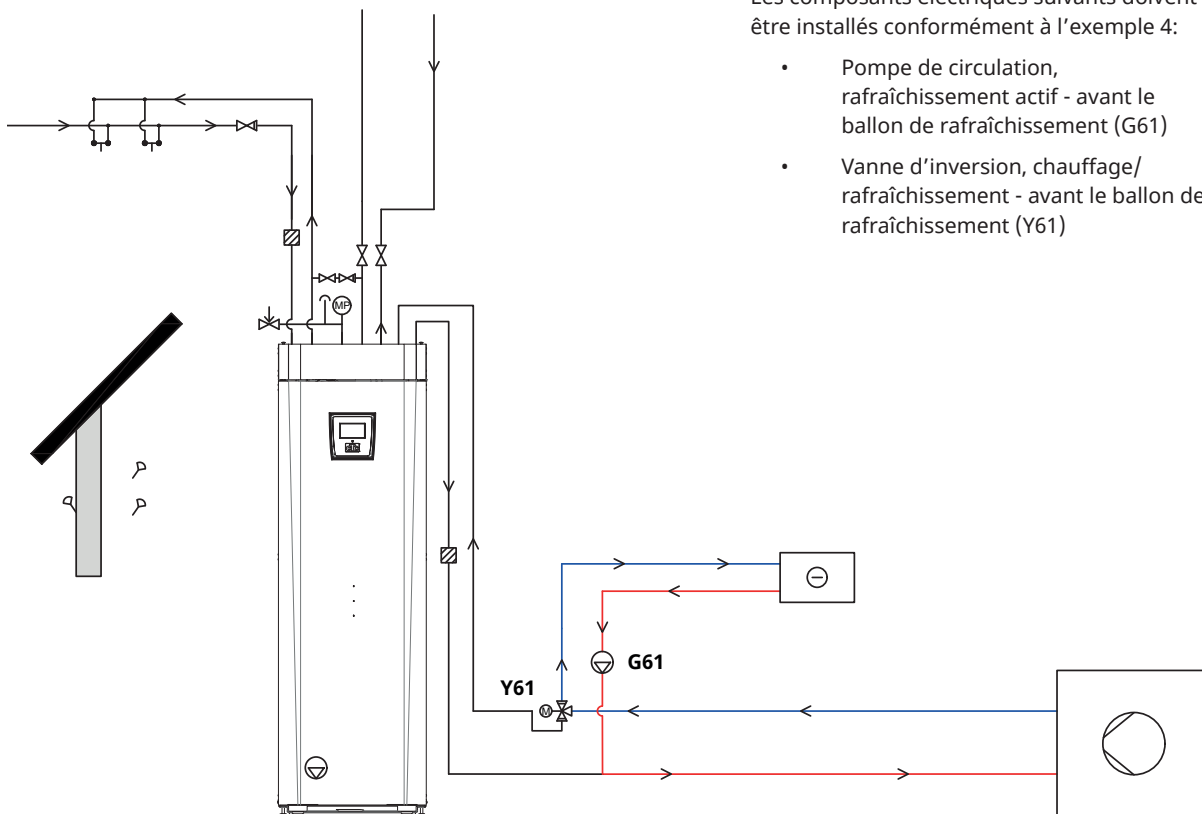 Les composants électriques suivants doivent
être installés conformément à l'exemple 4:
• Pompe de circulation,
rafraîchissement actif - avant le
ballon de rafraîchissement (G61)
• Vanne d'inversion, chauffage/
rafraîchissement - avant le ballon de
rafraîchissement (Y61)
MP
G61
Y61
M